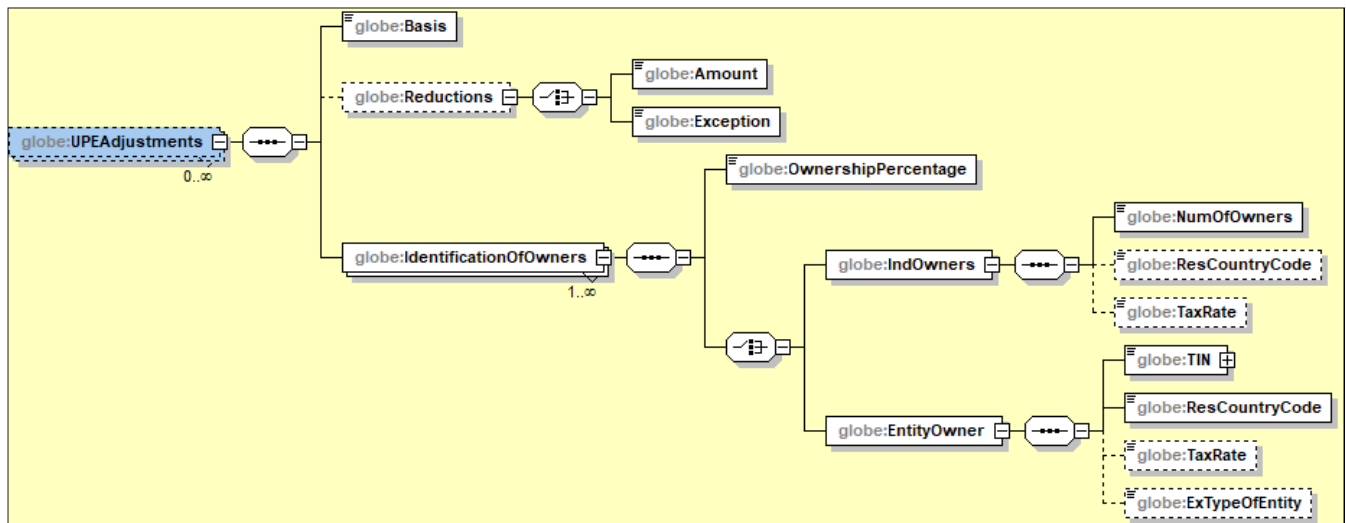 globe:Basis
globe:Amount
globe:Reductions
globe:Exception
globe:UPEAdjustments
0..∞
globe:OwnershipPercentage
globe:NumOfOwners
globe:IdentificationOfOwners
1..∞
globe:IndOwners
globe:ResCountryCode
globe:TaxRate
globe:TIN
globe:ResCountryCode
globe:EntityOwner
globe:TaxRate
globe:ExTypeOfEntity